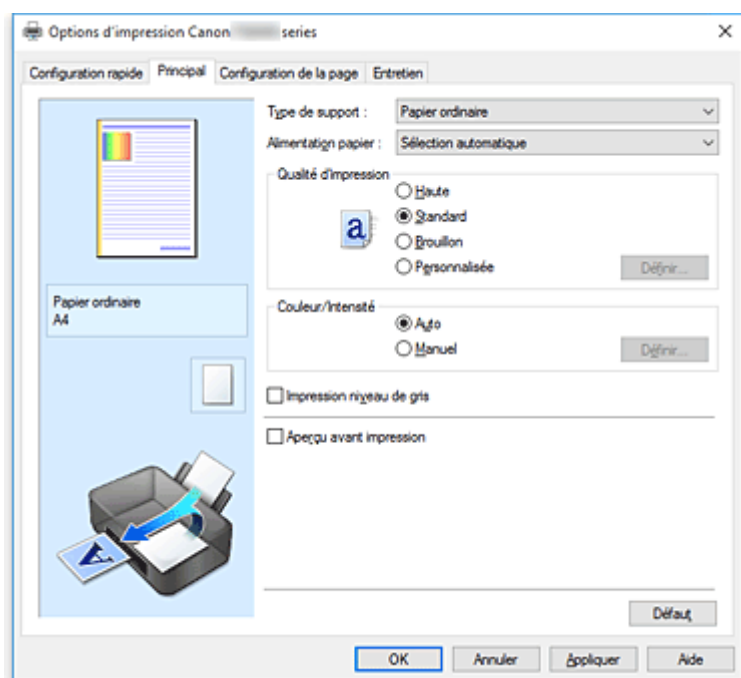 Options d'impression Canon series
Configuration rapide Principal Configuration de la page Entretien
Type de support : Papier ordinaire
Alimentation papier : Sélection automatique
Qualité d'impression
Haute
a Standard
Brouillon
Personnalisée Définir...
Papier ordinaire
A4
Couleur/Intensité
Auto
Manuel Définir...
Impression niveau de gris
Aperçu avant impression
A
Défaut
OK Annuler Appliquer Aide